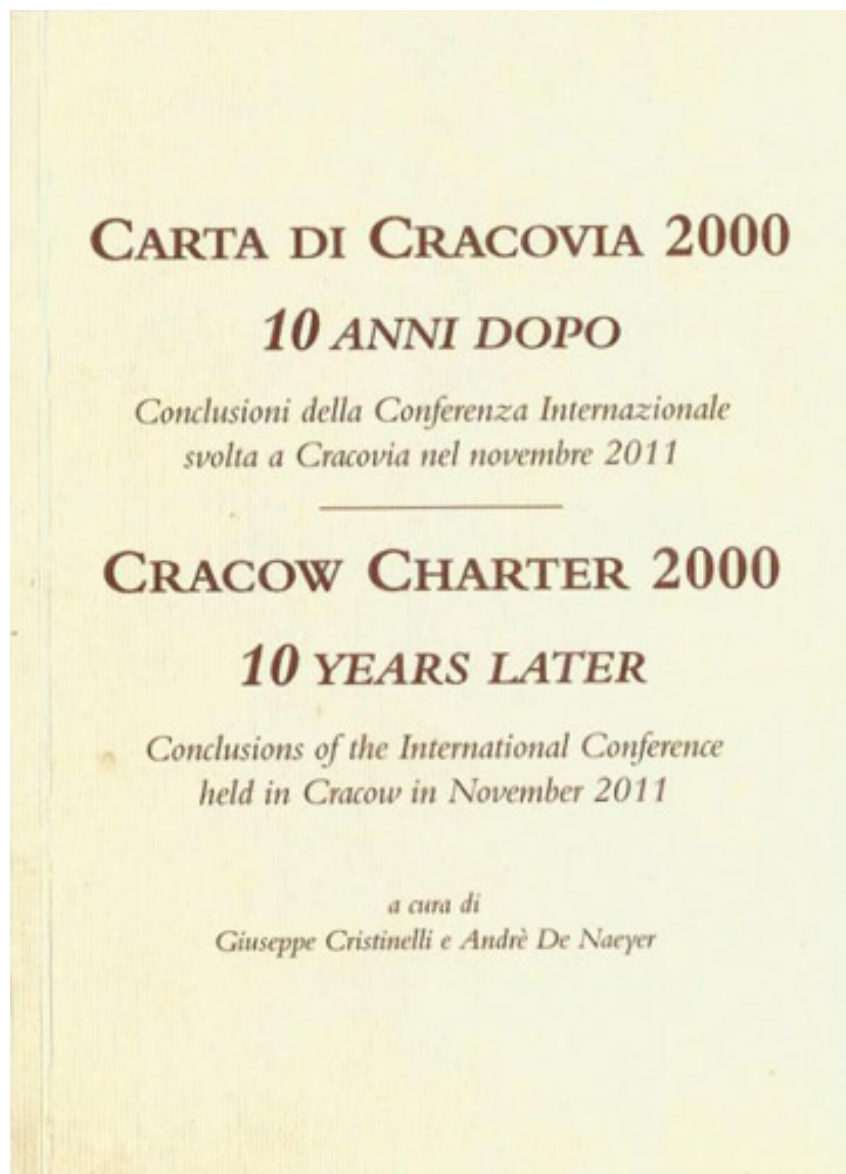 CARTA DI CRACOVIA 2000
10 ANNI DOPO
Conclusioni della Conferenza Internazionale
svolta a Cracovia nel novembre 2011
CRACOW CHARTER 2000
10 YEARS LATER
Conclusions of the International Conference
held in Cracow in November 2011
a cura di
Giuseppe Cristinelli e Andrè De Naeyer